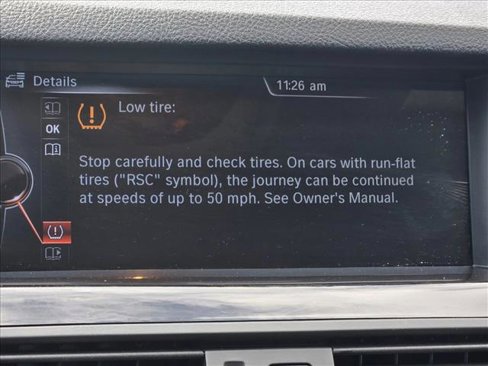 Details
11:26 am
Low tire:
OK
Stop carefully and check tires. On cars with run-flat
tires ("RSC" symbol), the journey can be continued
at speeds of up to 50 mph. See Owner's Manual.